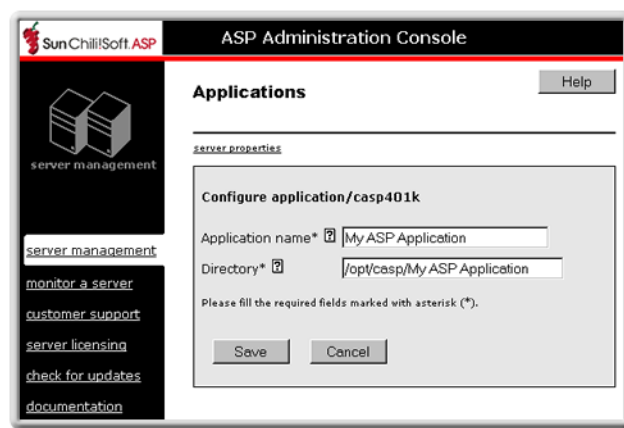 Sun Chili!Soft ASP
ASP Administration Console
server management
server management
monitor a server
customer support
server licensing
check for updates
documentation
Applications
Help
server properties
Configure application/casp401k
Application name* ? My ASP Application
Directory* ? /opt/casp/My ASP Application
Please fill the required fields marked with asterisk (*).
Save Cancel